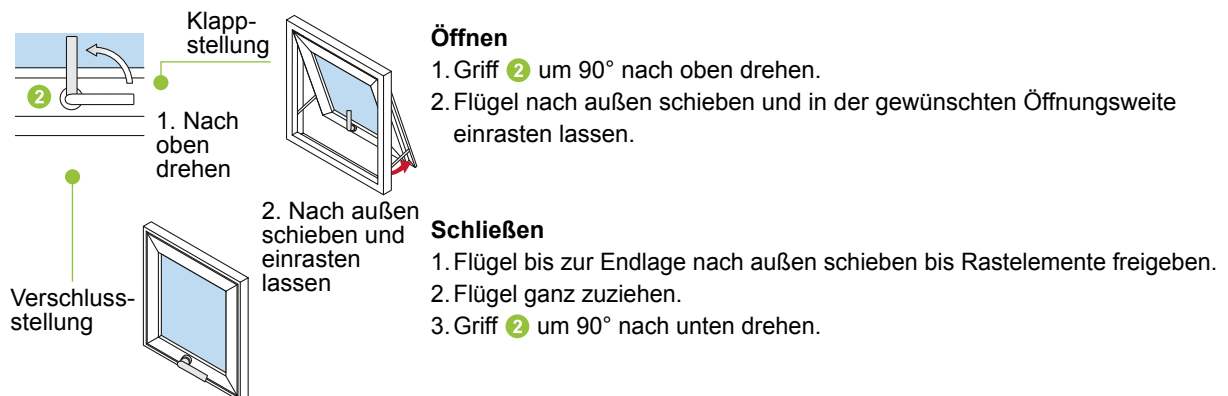 Klapp-
stellung
2
1. Nach
oben
drehen
2. Nach außen
schieben und
einrasten
lassen
Verschluss-
stellung
Öffnen
1. Griff 2 um 90° nach oben drehen.
2. Flügel nach außen schieben und in der gewünschten Öffnungsweite
einrasten lassen.
Schließen
1. Flügel bis zur Endlage nach außen schieben bis Rastelemente freigeben.
2. Flügel ganz zuziehen.
3. Griff 2 um 90° nach unten drehen.